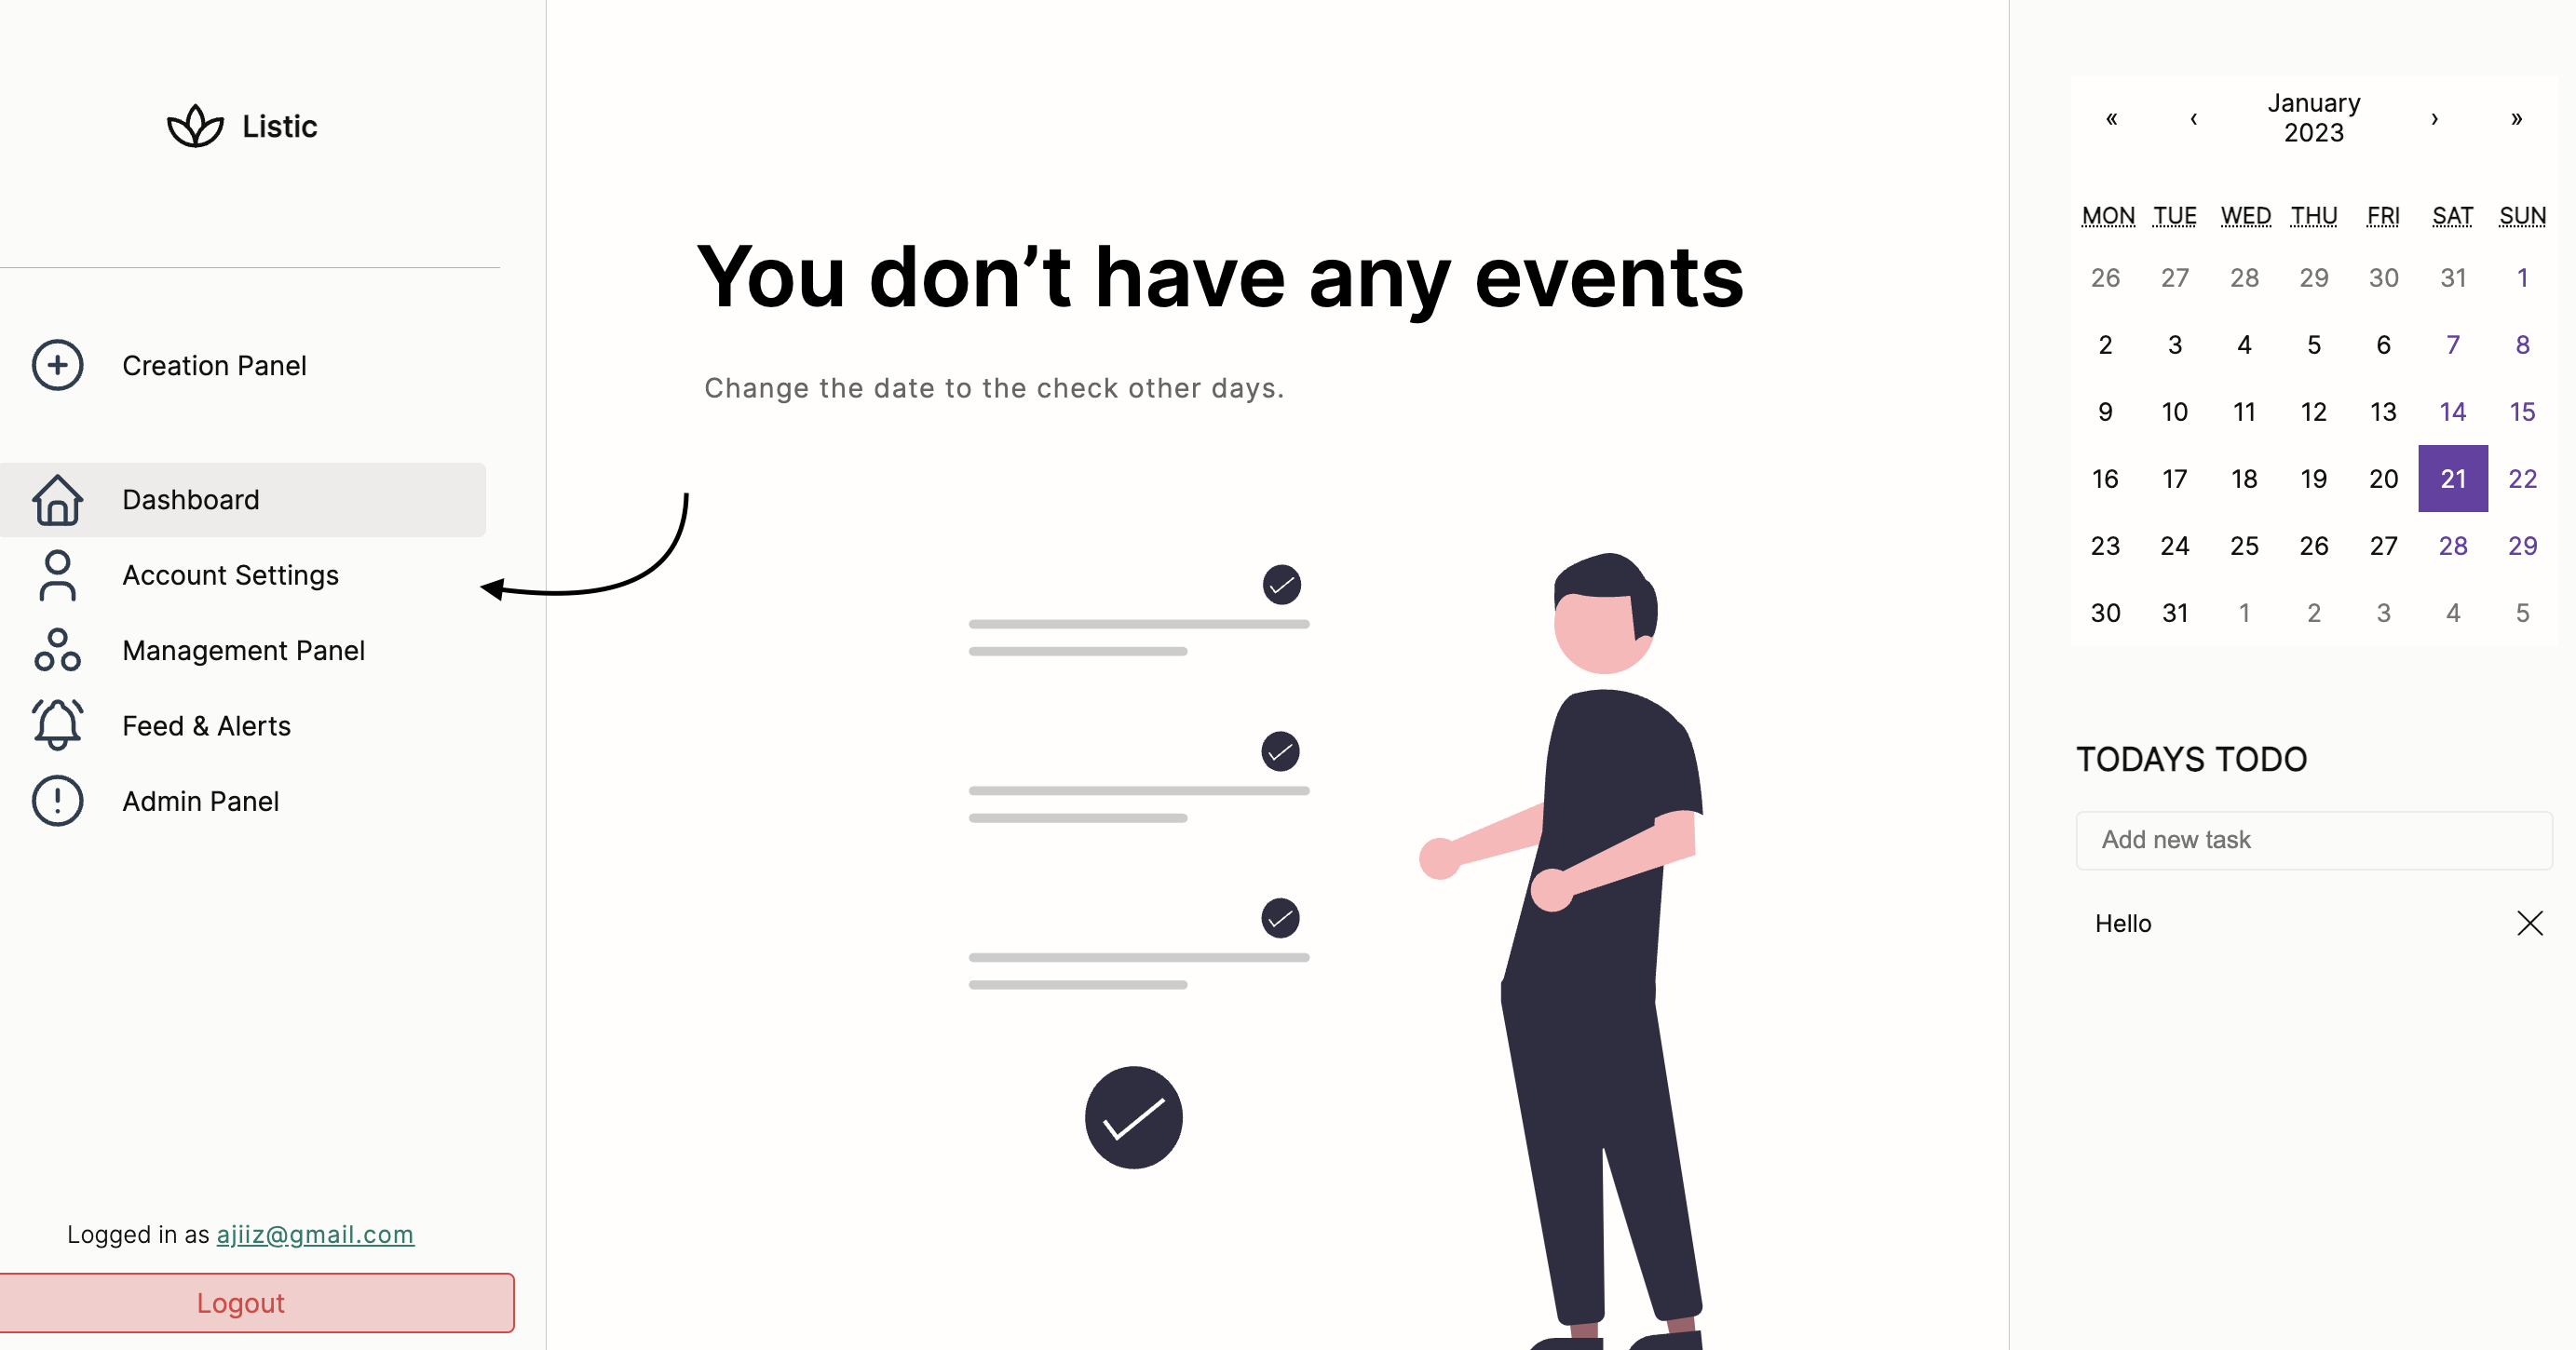 Listic
Creation Panel
Dashboard
Account Settings
Management Panel
Feed & Alerts
Admin Panel
Logged in as ajiiz@gmail.com
Logout
You don’t have any events
Change the date to the check other days.
« ‹ January 2023 › »
MON TUE WED THU FRI SAT SUN
26 27 28 29 30 31 1
2 3 4 5 6 7 8
9 10 11 12 13 14 15
16 17 18 19 20 21 22
23 24 25 26 27 28 29
30 31 1 2 3 4 5
TODAYS TODO
Add new task
Hello